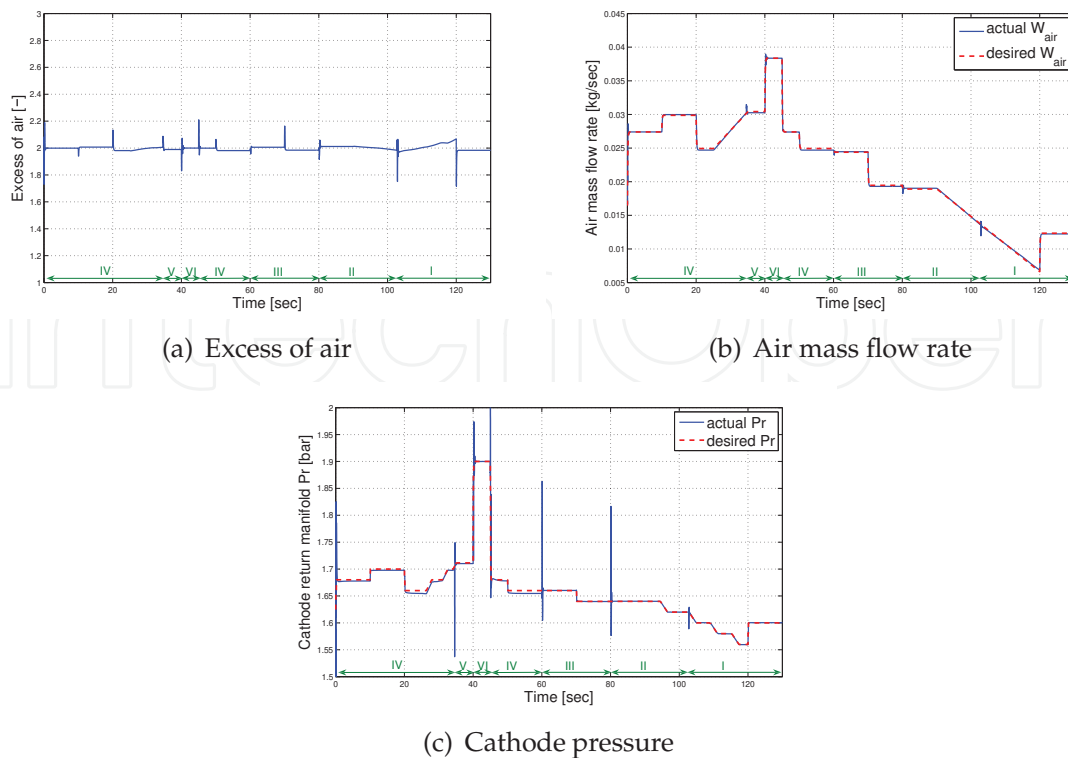 3
2.8
2.6
2.4
2.2
2
1.8
1.6
1.4
1.2
1
Excess of air [−]
IV V VI IV III II I
0 20 40 60 80 100 120
Time [sec]
(a) Excess of air
0.045
0.04
0.035
0.03
0.025
0.02
0.015
0.01
0.005
Air mass flow rate [kg/sec]
actual W_air
desired W_air
IV V VI IV III II I
0 20 40 60 80 100 120
Time [sec]
(b) Air mass flow rate
2
1.95
1.9
1.85
1.8
1.75
1.7
1.65
1.6
1.55
1.5
Cathode return manifold Pr [bar]
actual Pr
desired Pr
IV V VI IV III II I
0 20 40 60 80 100 120
Time [sec]
(c) Cathode pressure